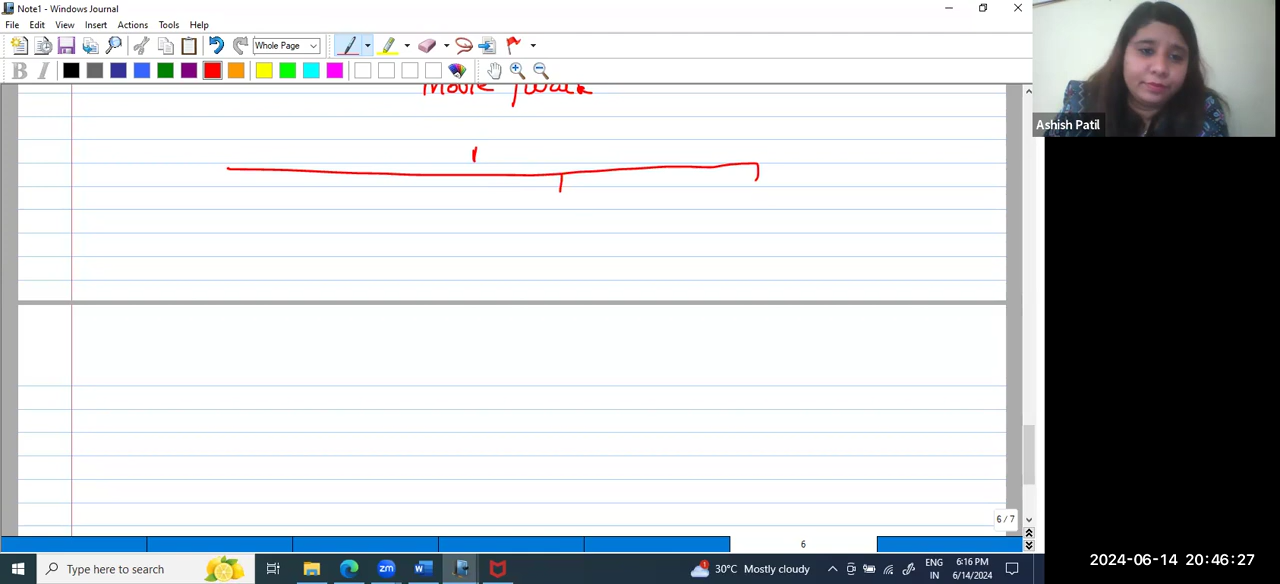 Note1 - Windows Journal
File Edit View Insert Actions Tools Help
Whole Page
B I
Movie
Ashish Patil
6 / 7
6
Type here to search
zm
30°C Mostly cloudy
ENG
IN
6:16 PM
6/14/2024
2024-06-14 20:46:27